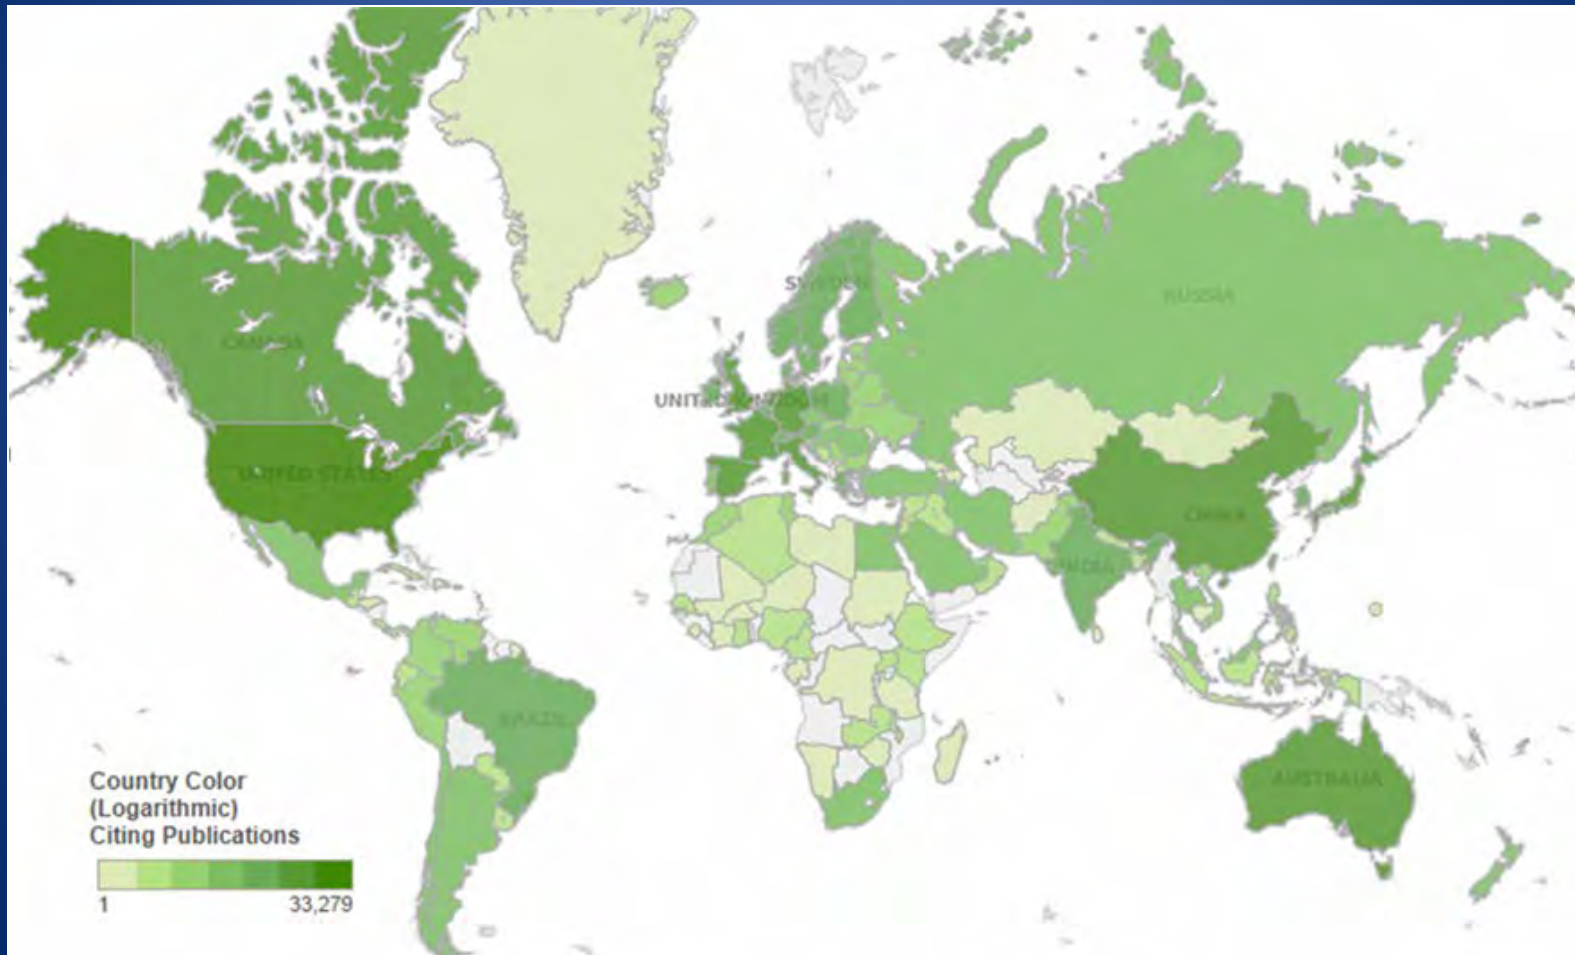 SWEDEN
RUSSIA
CANADA
UNITED KINGDOM
UNITED STATES
CHINA
INDIA
BRAZIL
AUSTRALIA
Country Color
(Logarithmic)
Citing Publications
1 33,279